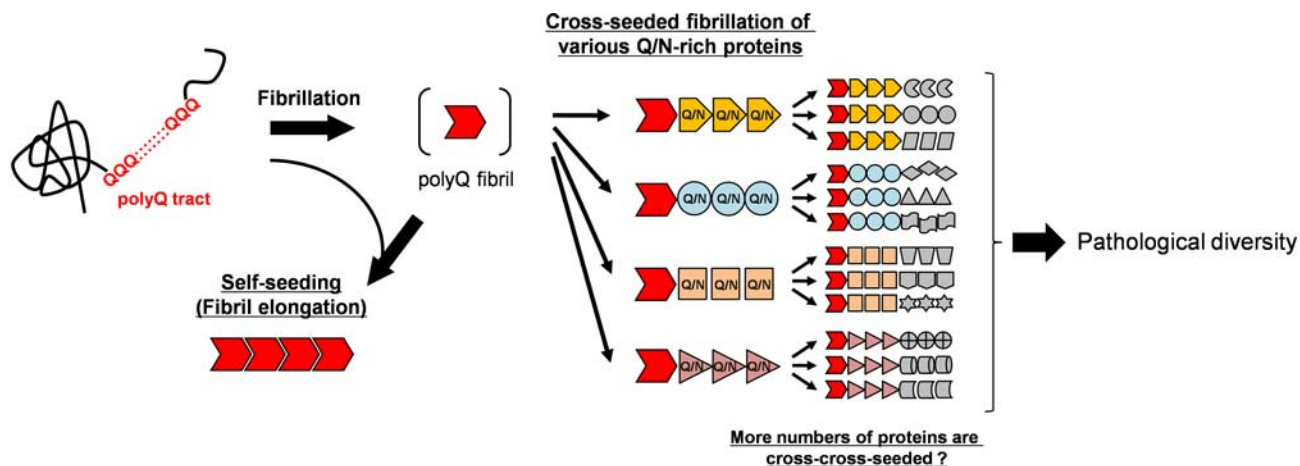 Cross-seeded fibrillation of
various Q/N-rich proteins
Fibrillation
QQQ
QQQ
polyQ tract
polyQ fibril
Self-seeding
(Fibril elongation)
Q/N Q/N Q/N
Q/N Q/N Q/N
Q/N Q/N Q/N
Q/N Q/N Q/N
Pathological diversity
More numbers of proteins are
cross-cross-seeded ?